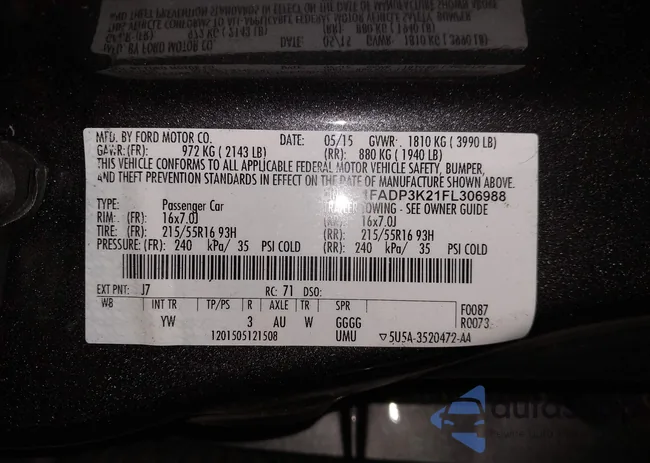 MFD. BY FORD MOTOR CO. DATE: 05/15 GVWR: 1810 KG ( 3990 LB)
GAWR: (FR): 972 KG ( 2143 LB) (RR): 880 KG ( 1940 LB)
THIS VEHICLE CONFORMS TO ALL APPLICABLE FEDERAL MOTOR VEHICLE SAFETY, BUMPER,
AND THEFT PREVENTION STANDARDS IN EFFECT ON THE DATE OF MANUFACTURE SHOWN ABOVE.
1FADP3K21FL306988
TYPE: Passenger Car TRAILER TOWING - SEE OWNER GUIDE
RIM: (FR): 16x7.0J (RR): 16x7.0J
TIRE: (FR): 215/55R16 93H (RR): 215/55R16 93H
PRESSURE: (FR): 240 kPa/ 35 PSI COLD (RR): 240 kPa/ 35 PSI COLD
EXT PNT: J7 RC: 71 DSO: F0087
WB INT TR TP/PS R AXLE TR SPR R0073
YW 3 AU W GGGG
1201505121508 UMU ▽5U5A-3520472-AA